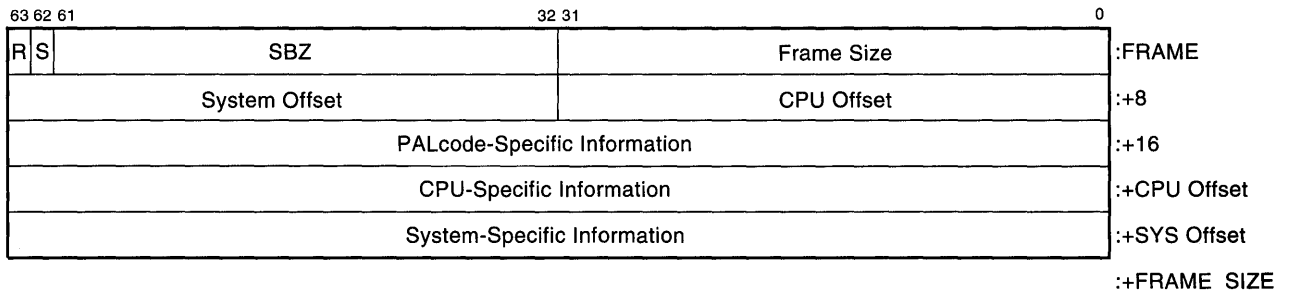 63 62 61 32 31 0
R S SBZ Frame Size :FRAME
System Offset CPU Offset :+8
PALcode-Specific Information :+16
CPU-Specific Information :+CPU Offset
System-Specific Information :+SYS Offset
:+FRAME SIZE